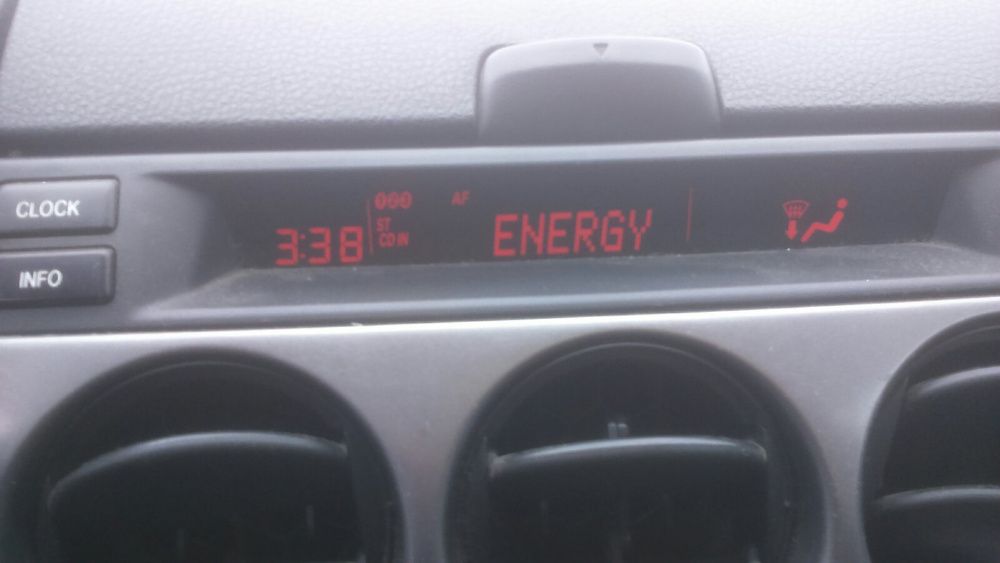 CLOCK
INFO
3:38
ST
CD IN
AF
ENERGY